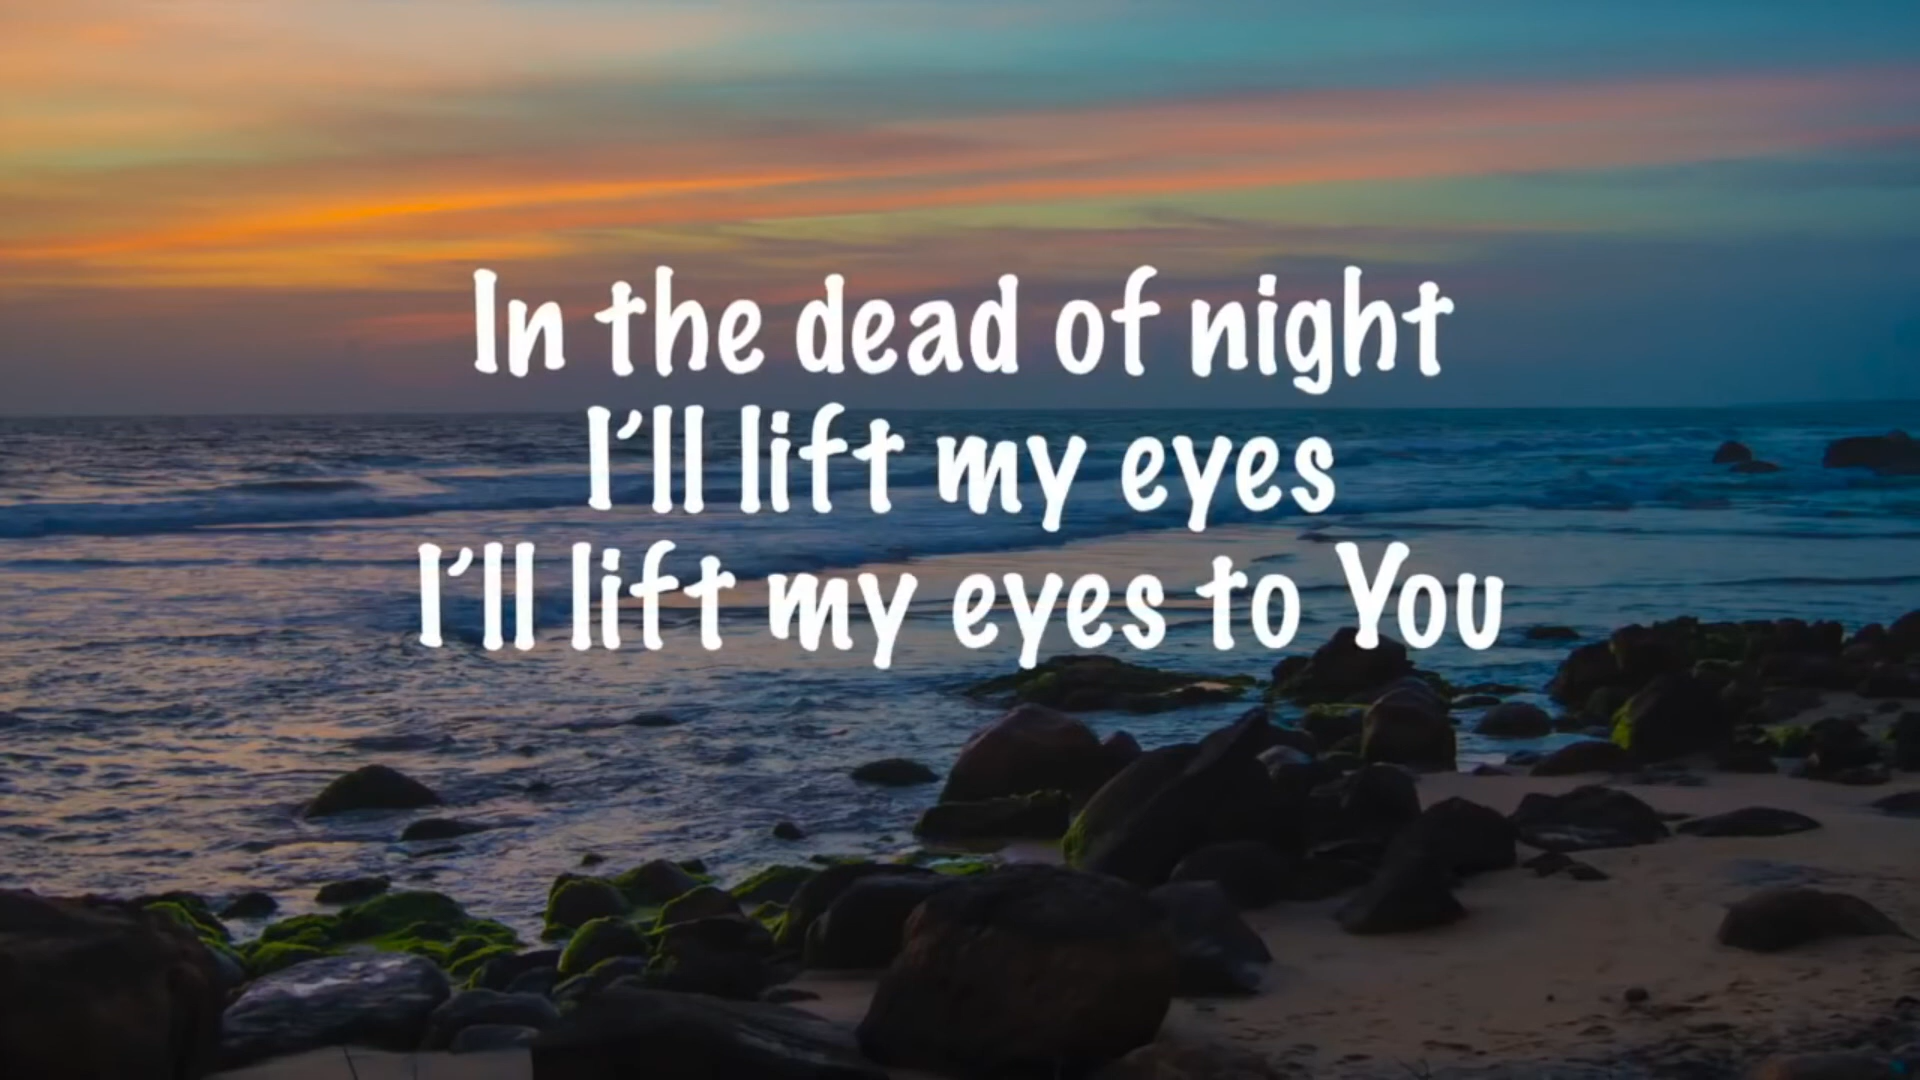 In the dead of night
I'll lift my eyes
I'll lift my eyes to You